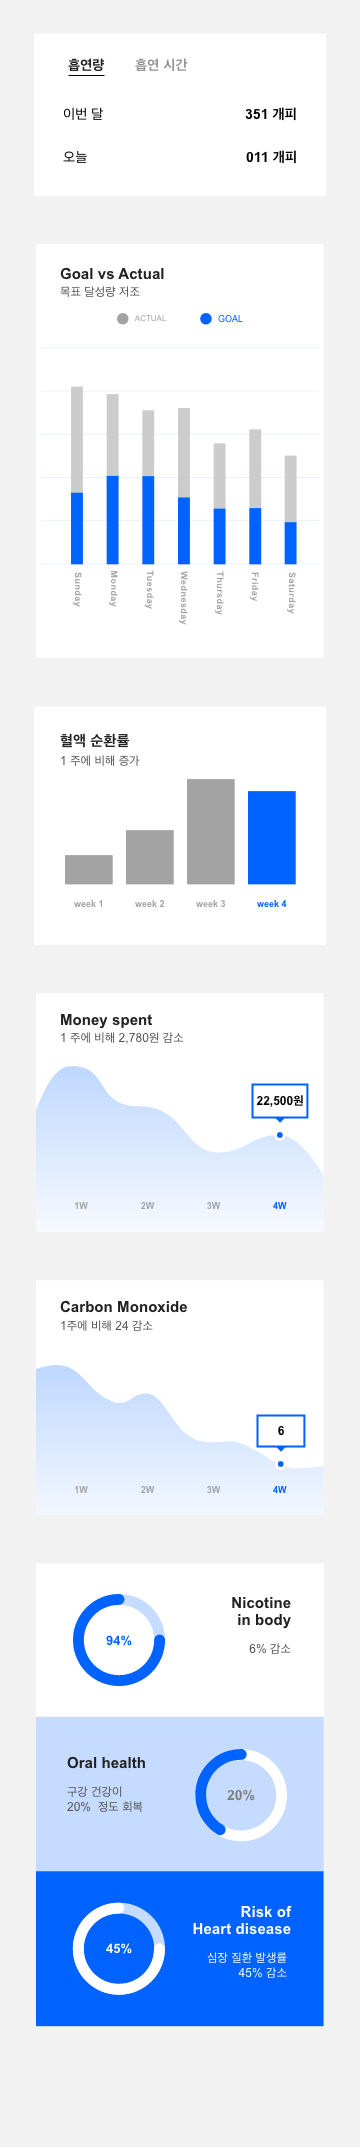 흡연량 흡연 시간
이번 달 351 개피
오늘 011 개피
Goal vs Actual
목표 달성량 저조
ACTUAL GOAL
Sunday Monday Tuesday Wednesday Thursday Friday Saturday
혈액 순환률
1 주에 비해 증가
week 1 week 2 week 3 week 4
Money spent
1 주에 비해 2,780원 감소
22,500원
1W 2W 3W 4W
Carbon Monoxide
1주에 비해 24 감소
6
1W 2W 3W 4W
Nicotine
in body
94%
6% 감소
Oral health
구강 건강이
20% 정도 회복
20%
Risk of
Heart disease
45%
심장 질환 발생률
45% 감소